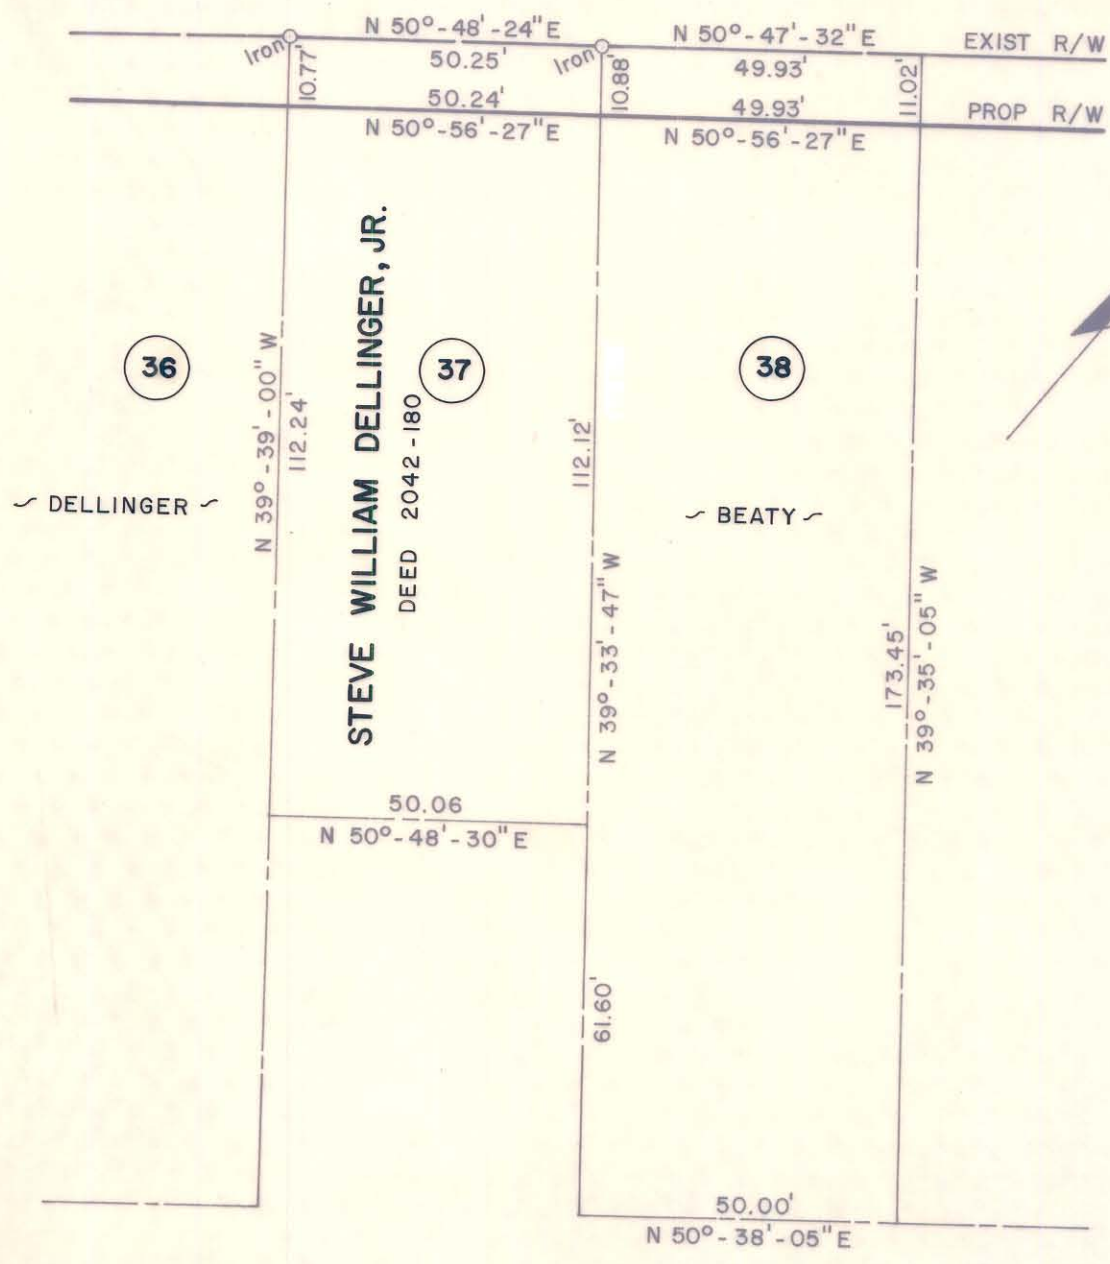 N 50°-48'-24" E
N 50°-47'-32" E
EXIST R/W
Iron
10.77'
50.25'
Iron
10.88'
49.93'
11.02'
50.24'
49.93'
PROP R/W
N 50°-56'-27" E
N 50°-56'-27" E
36
37
38
N 39°-39'-00" W
112.24'
STEVE WILLIAM DELLINGER, JR.
DEED 2042-180
112.12'
~ DELLINGER ~
~ BEATY ~
N 39°-33'-47" W
173.45'
N 39°-35'-05" W
50.06
N 50°-48'-30" E
61.60'
50.00'
N 50°-38'-05" E